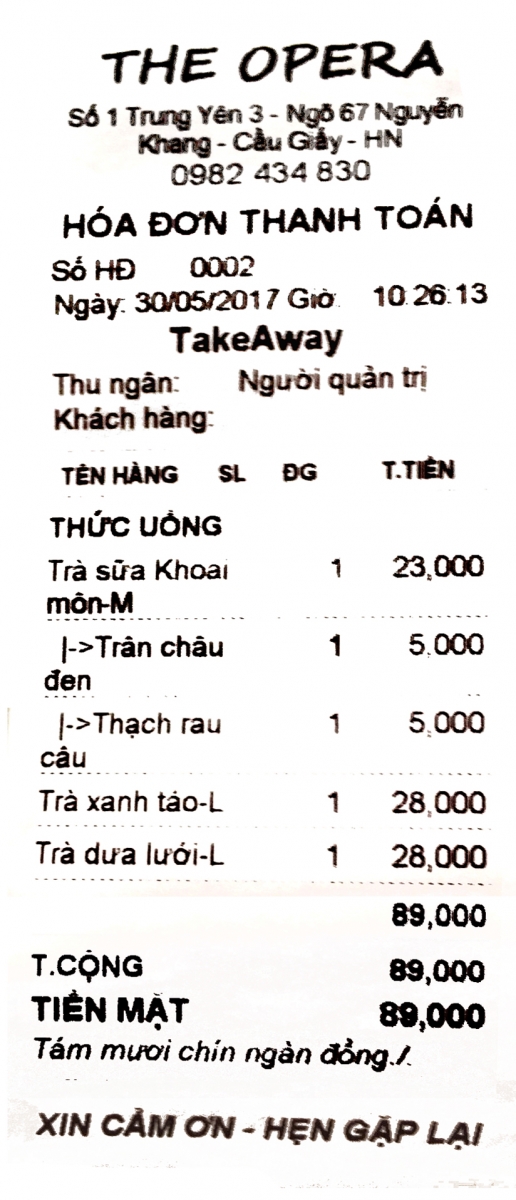 THE OPERA
Số 1 Trung Yên 3 - Ngõ 67 Nguyễn
Khang - Cầu Giấy - HN
0982 434 830
HÓA ĐƠN THANH TOÁN
Số HĐ 0002
Ngày: 30/05/2017 Giờ: 10:26:13
TakeAway
Thu ngân: Người quản trị
Khách hàng:
TÊN HÀNG SL ĐG T.TIỀN
THỨC UỐNG
Trà sữa Khoai 1 23,000
môn-M
|->Trân châu 1 5,000
đen
|->Thạch rau 1 5,000
câu
Trà xanh táo-L 1 28,000
Trà dưa lưới-L 1 28,000
89,000
T.CỘNG 89,000
TIỀN MẶT 89,000
Tám mươi chín ngàn đồng./.
XIN CẢM ƠN - HẸN GẶP LẠI